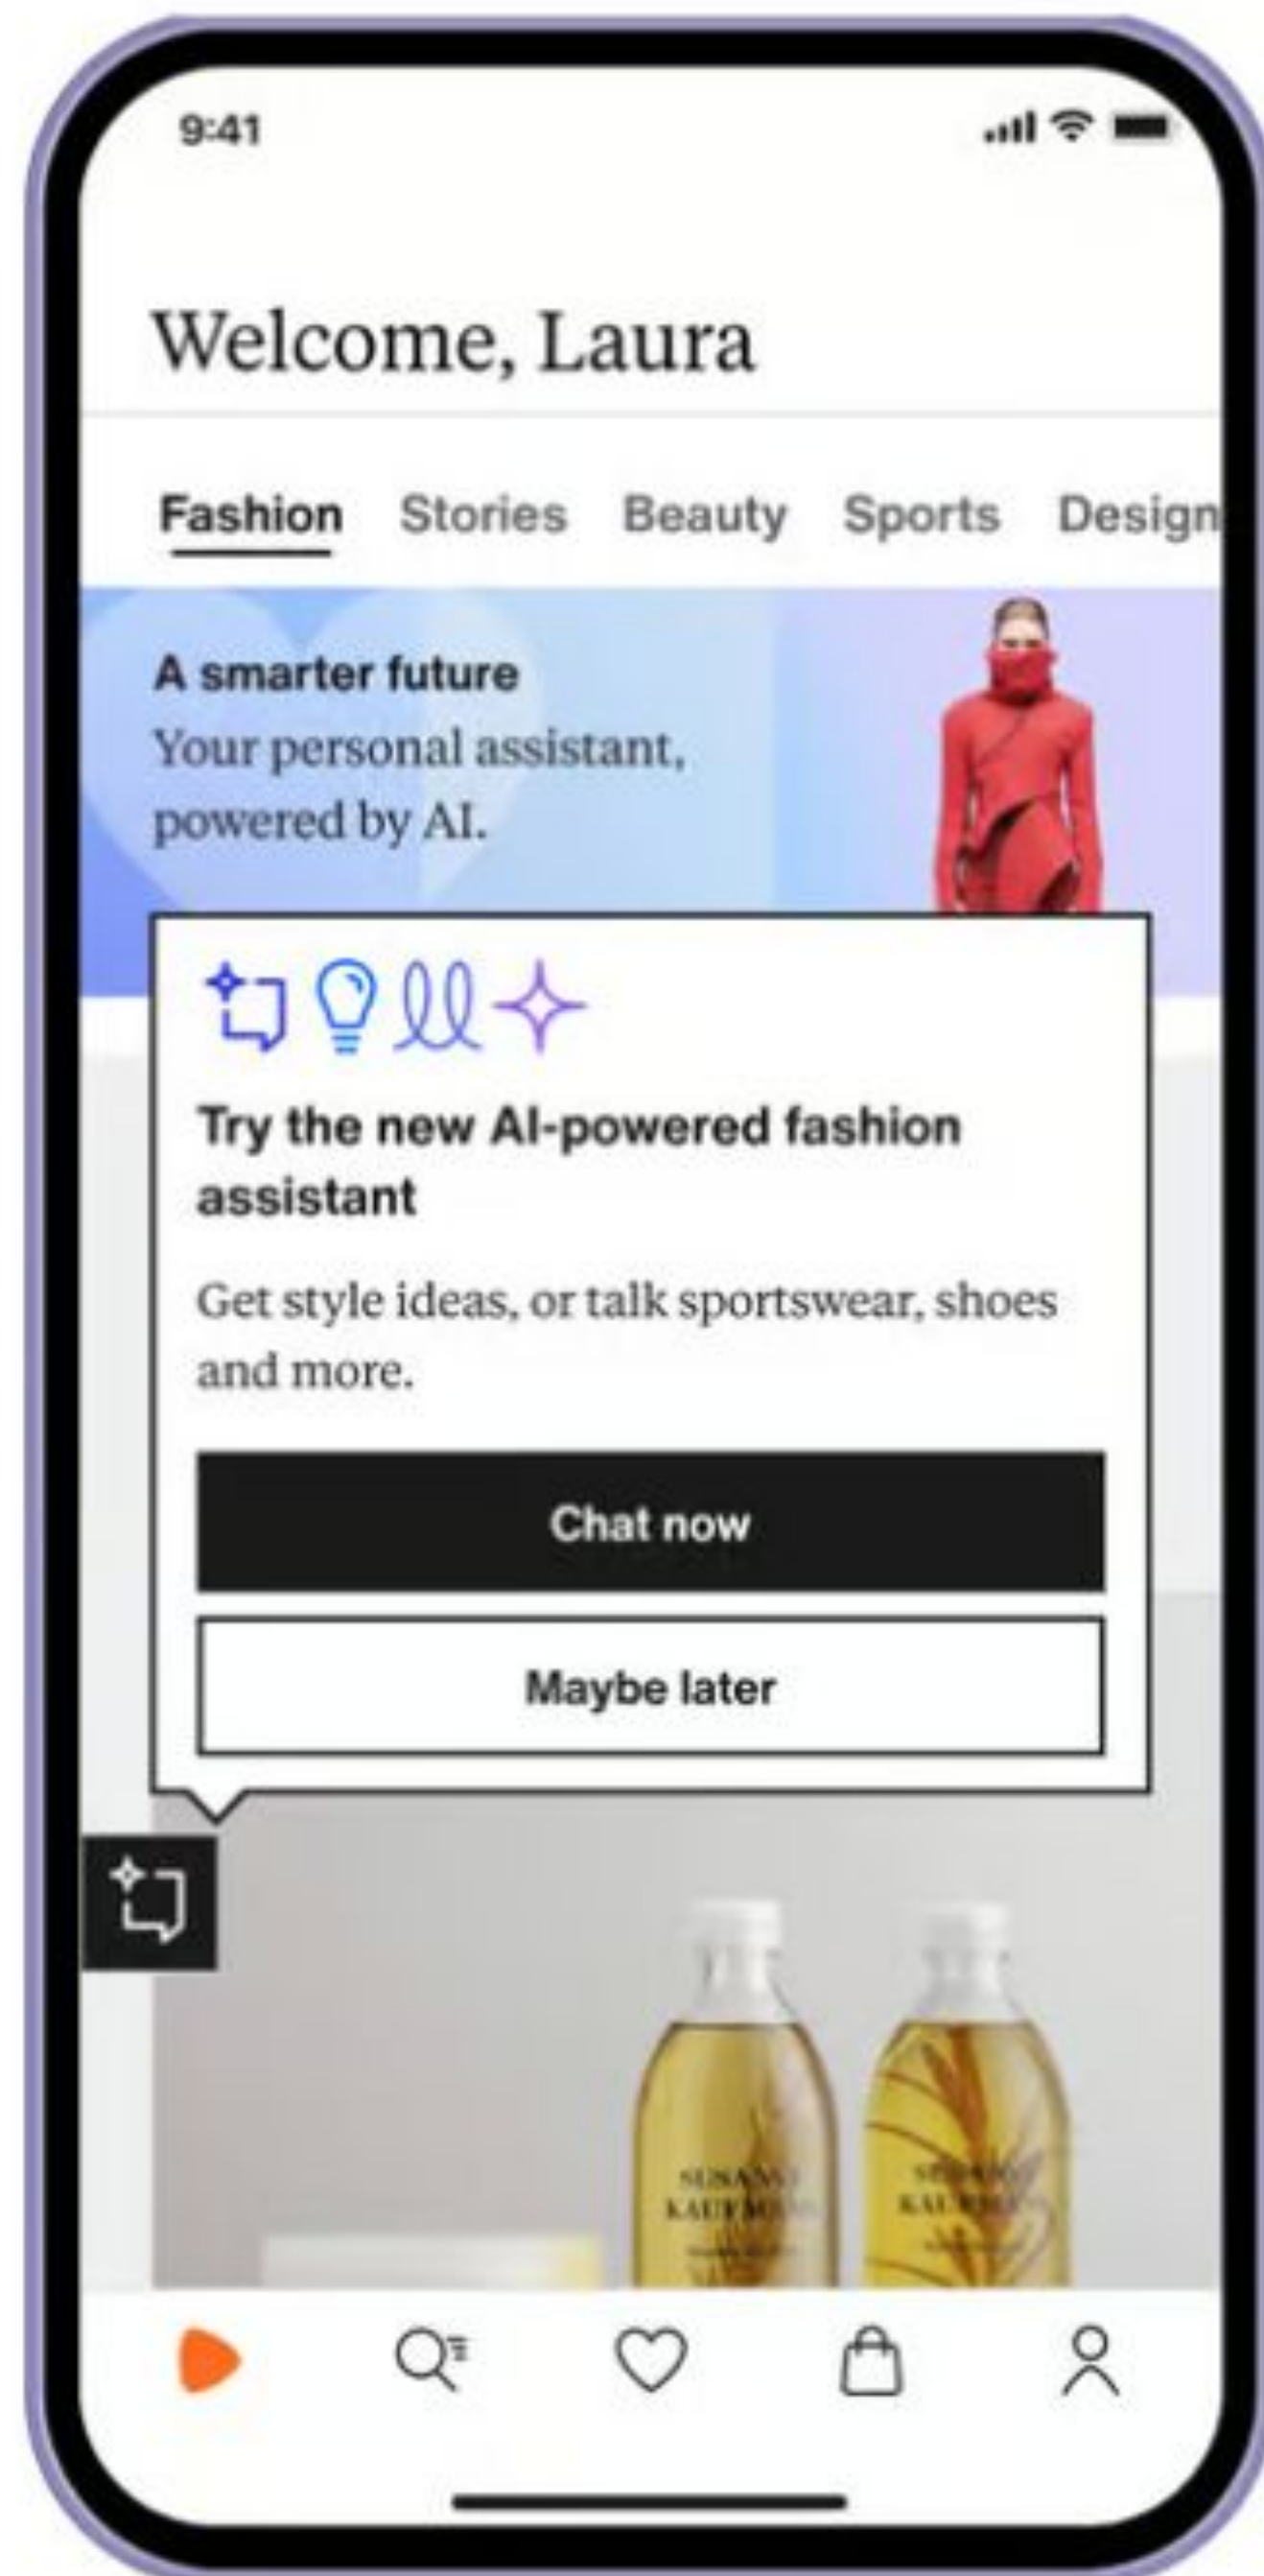 9:41
Welcome, Laura
Fashion Stories Beauty Sports Design
A smarter future
Your personal assistant,
powered by AI.
Try the new AI-powered fashion
assistant
Get style ideas, or talk sportswear, shoes
and more.
Chat now
Maybe later